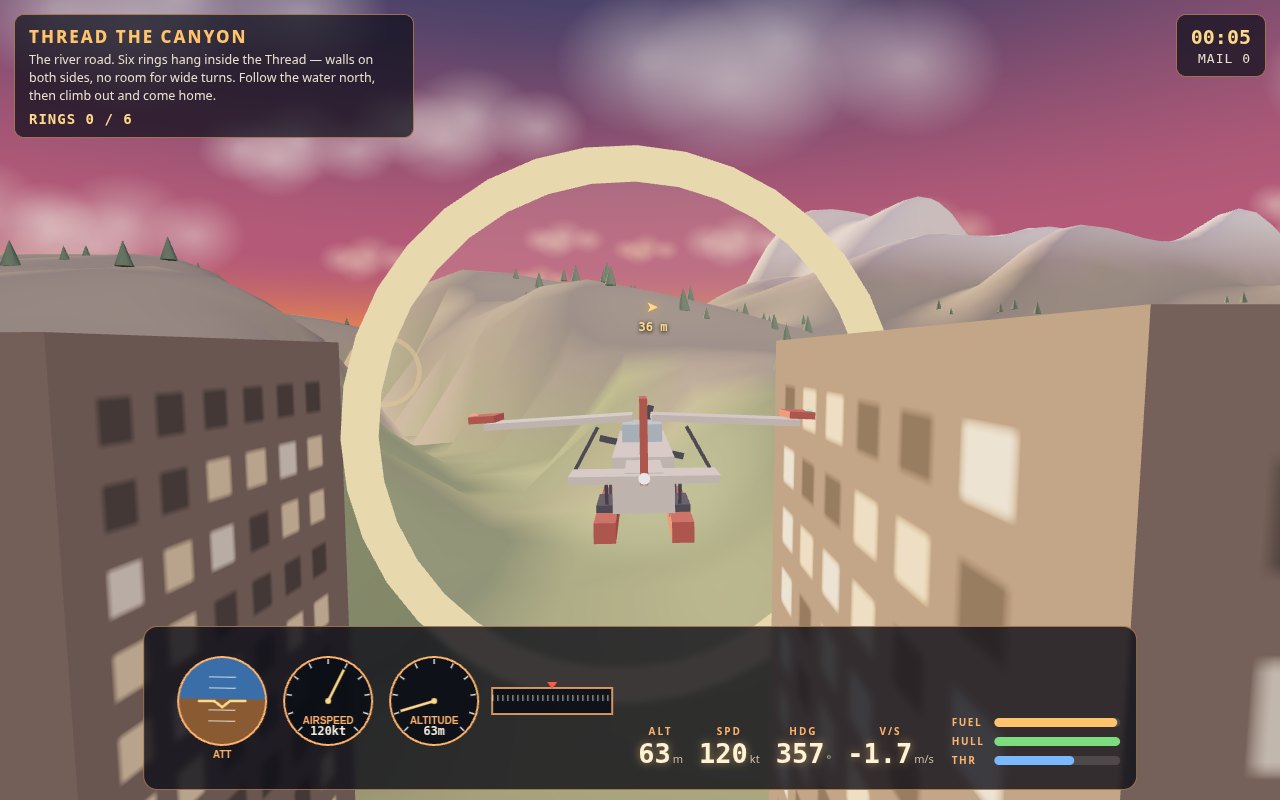 THREAD THE CANYON
The river road. Six rings hang inside the Thread — walls on
both sides, no room for wide turns. Follow the water north,
then climb out and come home.
RINGS 0 / 6
00:05
MAIL 0
36 m
AIRSPEED
120kt
ALTITUDE
63m
ATT
ALT
63 m
SPD
120 kt
HDG
357°
V/S
-1.7 m/s
FUEL
HULL
THR